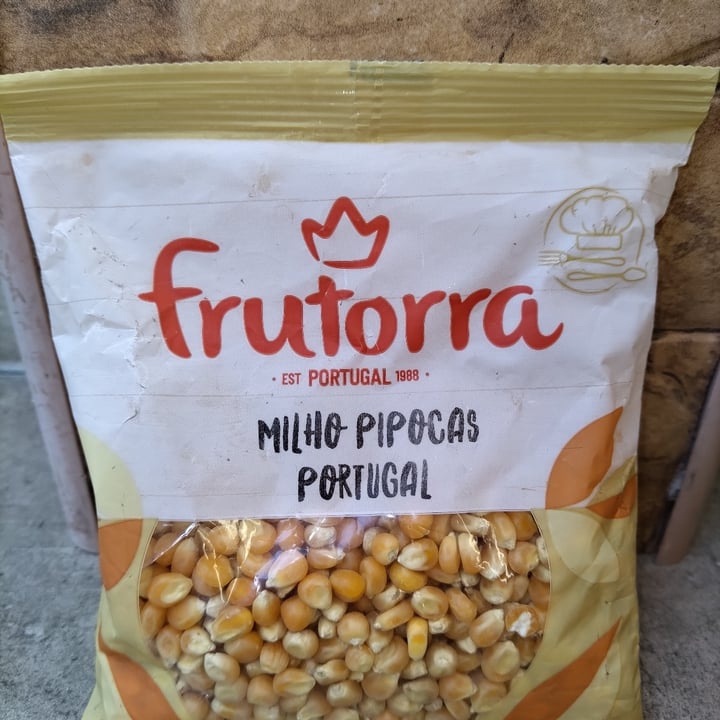 frutorra
• EST PORTUGAL 1988 •
MILHO PIPOCAS
PORTUGAL